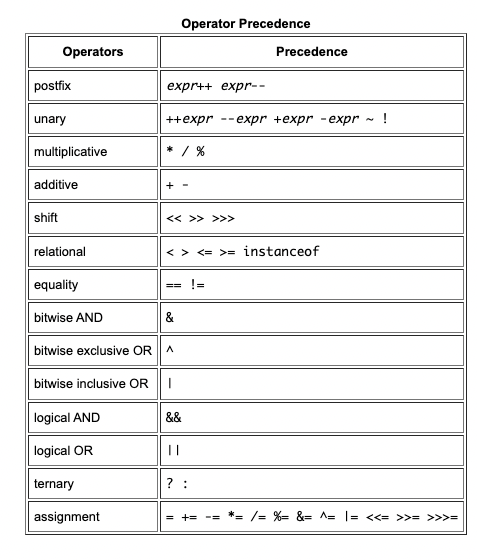 Operator Precedence
Operators Precedence
postfix expr++ expr--
unary ++expr --expr +expr -expr ~ !
multiplicative * / %
additive + -
shift << >> >>>
relational < > <= >= instanceof
equality == !=
bitwise AND &
bitwise exclusive OR ^
bitwise inclusive OR |
logical AND &&
logical OR ||
ternary ? :
assignment = += -= *= /= %= &= ^= |= <<= >>= >>>=